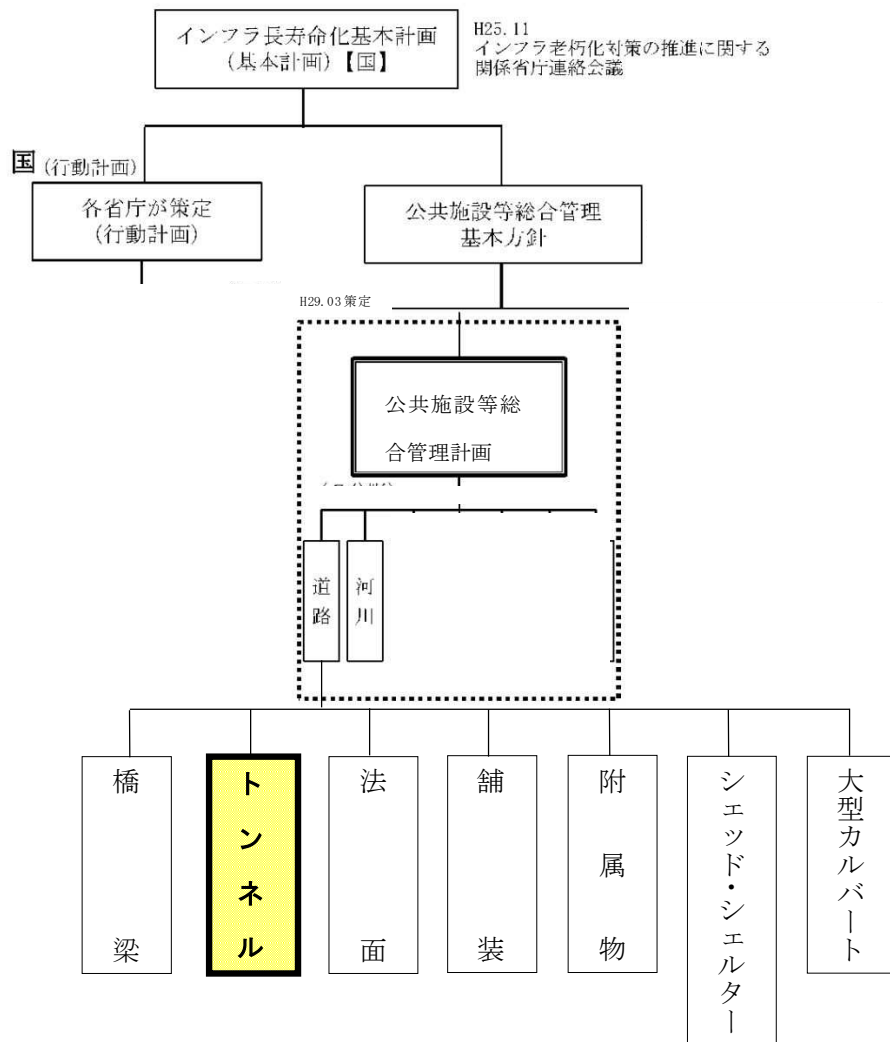 インフラ長寿命化基本計画
(基本計画)【国】
H25.11
インフラ老朽化対策の推進に関する
関係省庁連絡会議
国 (行動計画)
各省庁が策定
(行動計画)
公共施設等総合管理
基本方針
H29.03策定
公共施設等総
合管理計画
道路
河川
橋梁
トンネル
法面
舗装
附属物
シェッド・シェルター
大型カルバート